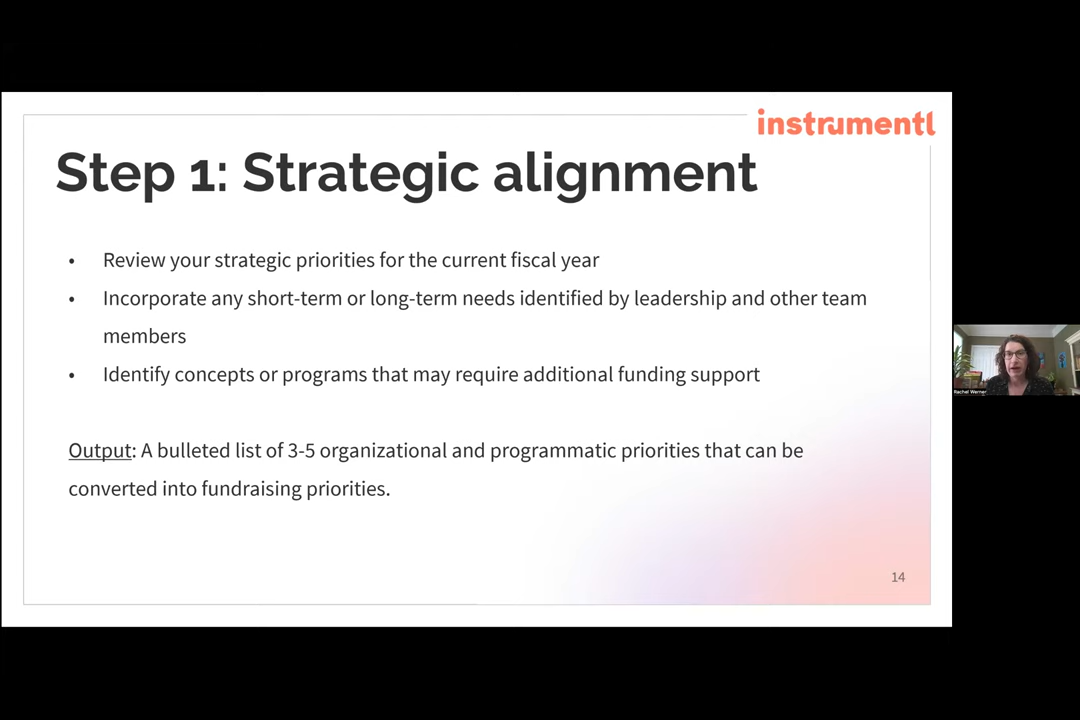 instrumentl
Step 1: Strategic alignment
• Review your strategic priorities for the current fiscal year
• Incorporate any short-term or long-term needs identified by leadership and other team
members
• Identify concepts or programs that may require additional funding support
Output: A bulleted list of 3-5 organizational and programmatic priorities that can be
converted into fundraising priorities.
14
Rachel Werner